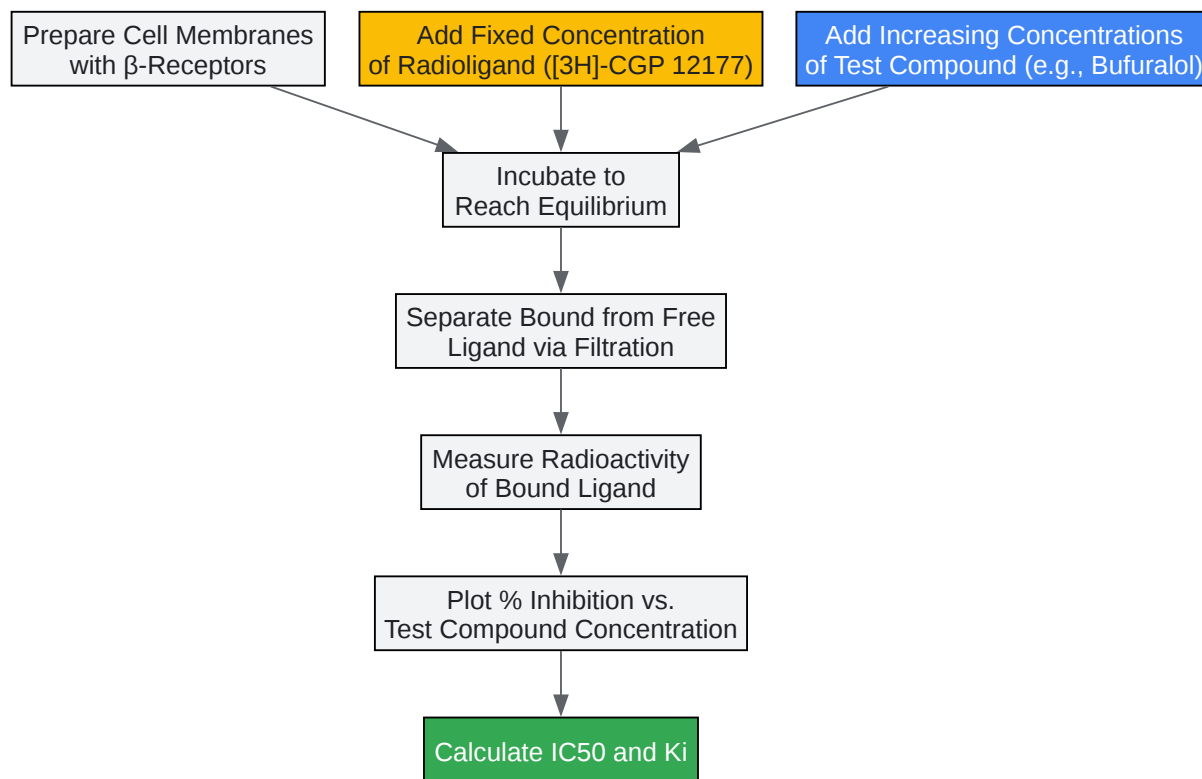 Prepare Cell Membranes
with β-Receptors
Add Fixed Concentration
of Radioligand ([3H]-CGP 12177)
Add Increasing Concentrations
of Test Compound (e.g., Bufuralol)
Incubate to
Reach Equilibrium
Separate Bound from Free
Ligand via Filtration
Measure Radioactivity
of Bound Ligand
Plot % Inhibition vs.
Test Compound Concentration
Calculate IC50 and Ki